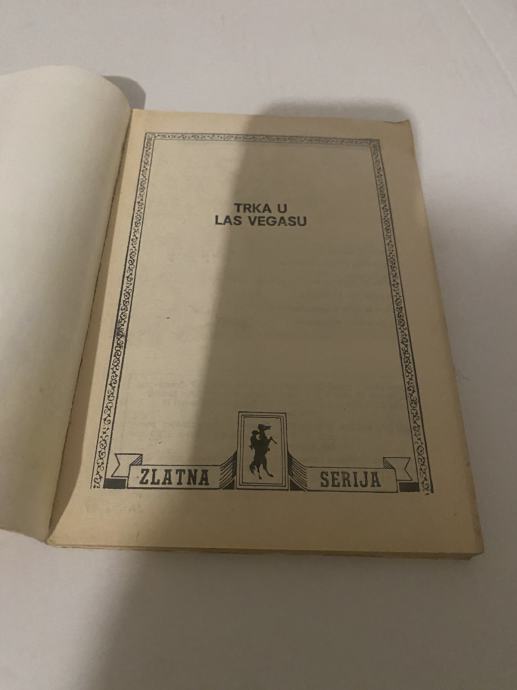 TRKA U
LAS VEGASU
ZLATNA SERIJA